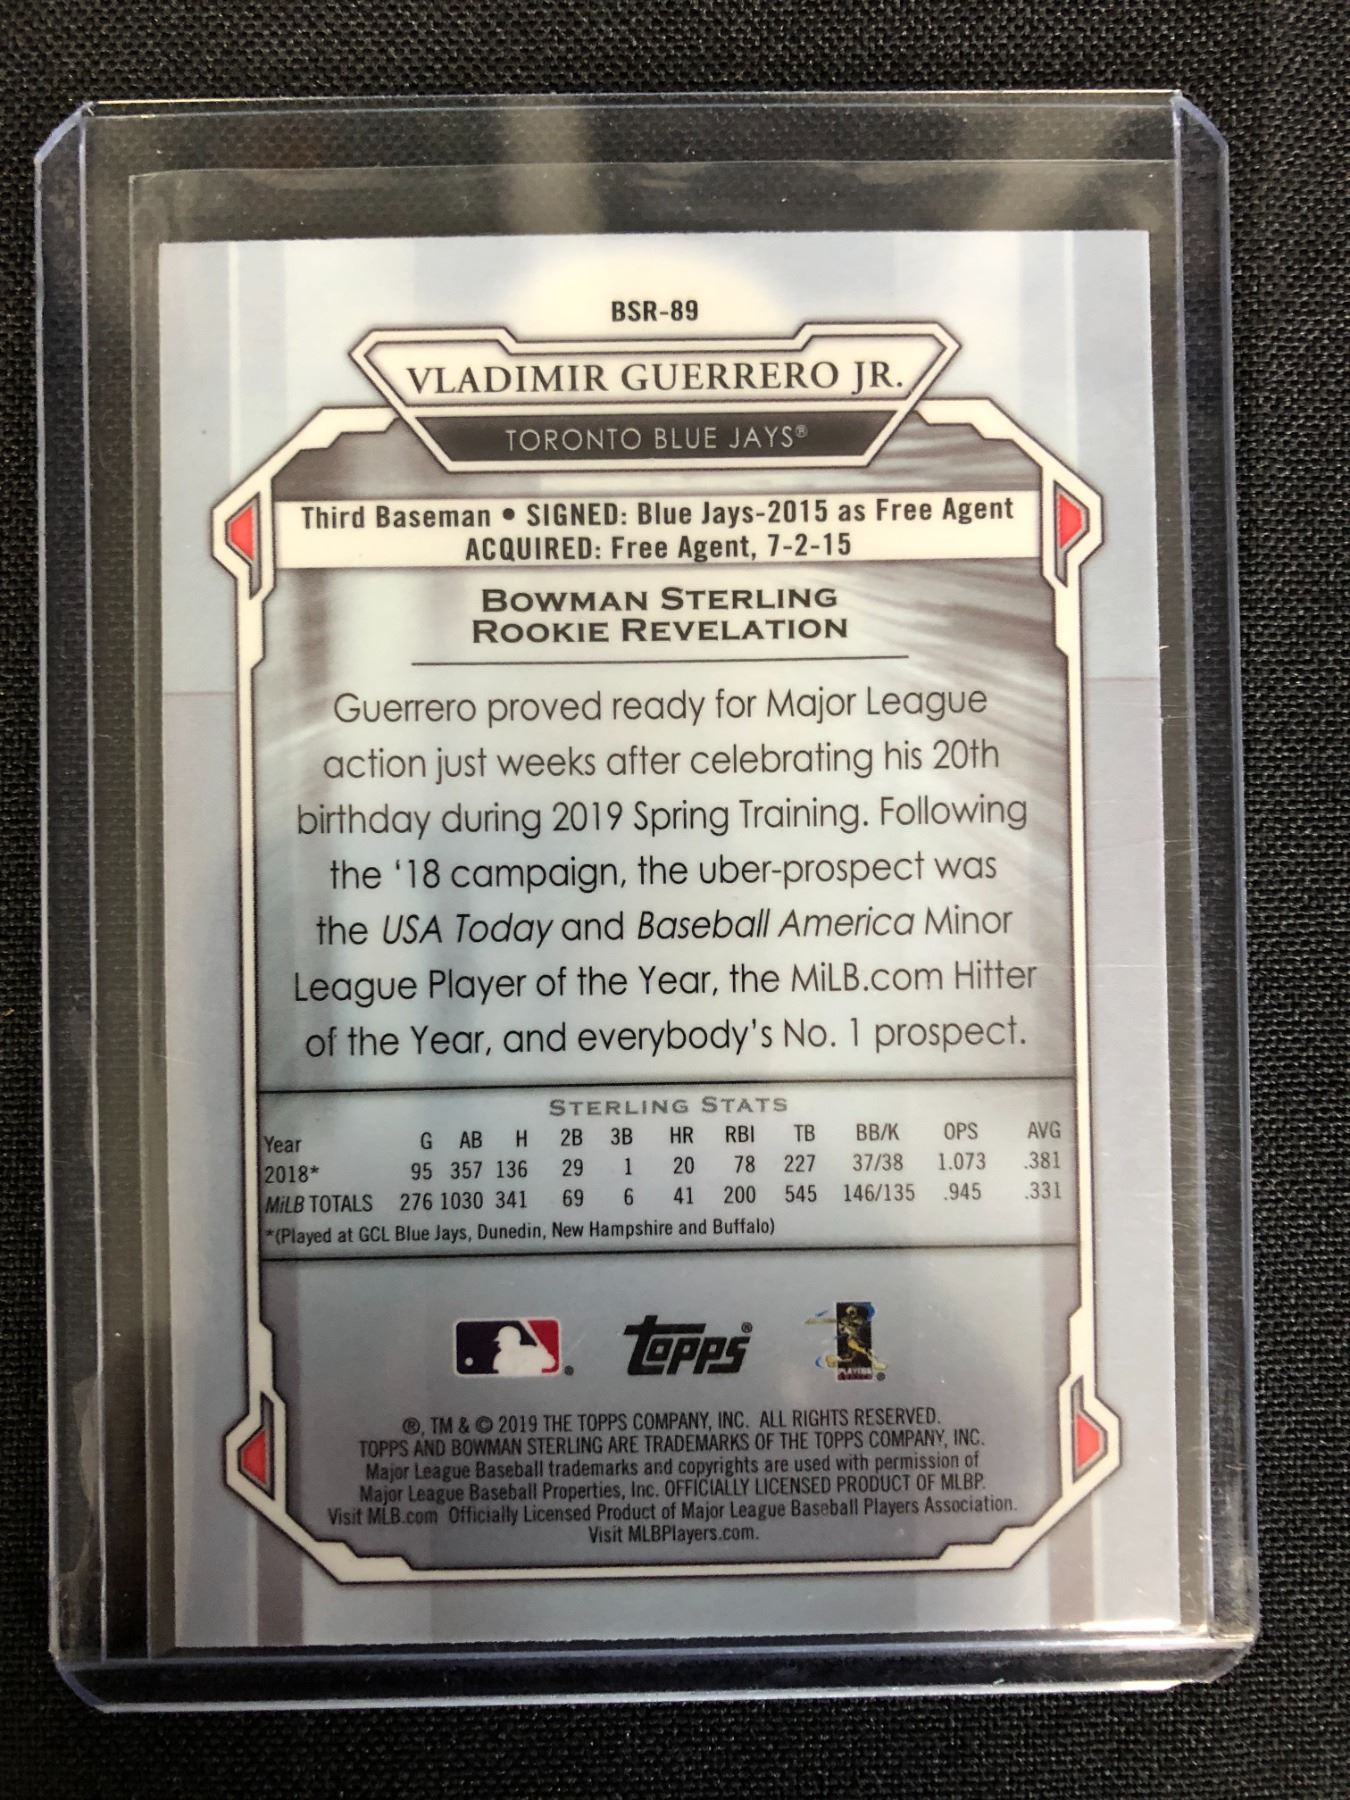 BSR-89
VLADIMIR GUERRERO JR.
TORONTO BLUE JAYS®
Third Baseman • SIGNED: Blue Jays-2015 as Free Agent
ACQUIRED: Free Agent, 7-2-15
BOWMAN STERLING
ROOKIE REVELATION
Guerrero proved ready for Major League
action just weeks after celebrating his 20th
birthday during 2019 Spring Training. Following
the ‘18 campaign, the uber-prospect was
the USA Today and Baseball America Minor
League Player of the Year, the MiLB.com Hitter
of the Year, and everybody’s No. 1 prospect.
STERLING STATS
Year G AB H 2B 3B HR RBI TB BB/K OPS AVG
2018* 95 357 136 29 1 20 78 227 37/38 1.073 .381
MiLB TOTALS 276 1030 341 69 6 41 200 545 146/135 .945 .331
*(Played at GCL Blue Jays, Dunedin, New Hampshire and Buffalo)
® topps® PLAYERS ®
®, TM & © 2019 THE TOPPS COMPANY, INC. ALL RIGHTS RESERVED.
TOPPS AND BOWMAN STERLING ARE TRADEMARKS OF THE TOPPS COMPANY, INC.
Major League Baseball trademarks and copyrights are used with permission of
Major League Baseball Properties, Inc. OFFICIALLY LICENSED PRODUCT OF MLBP.
Visit MLB.com Officially Licensed Product of Major League Baseball Players Association.
Visit MLBPlayers.com.